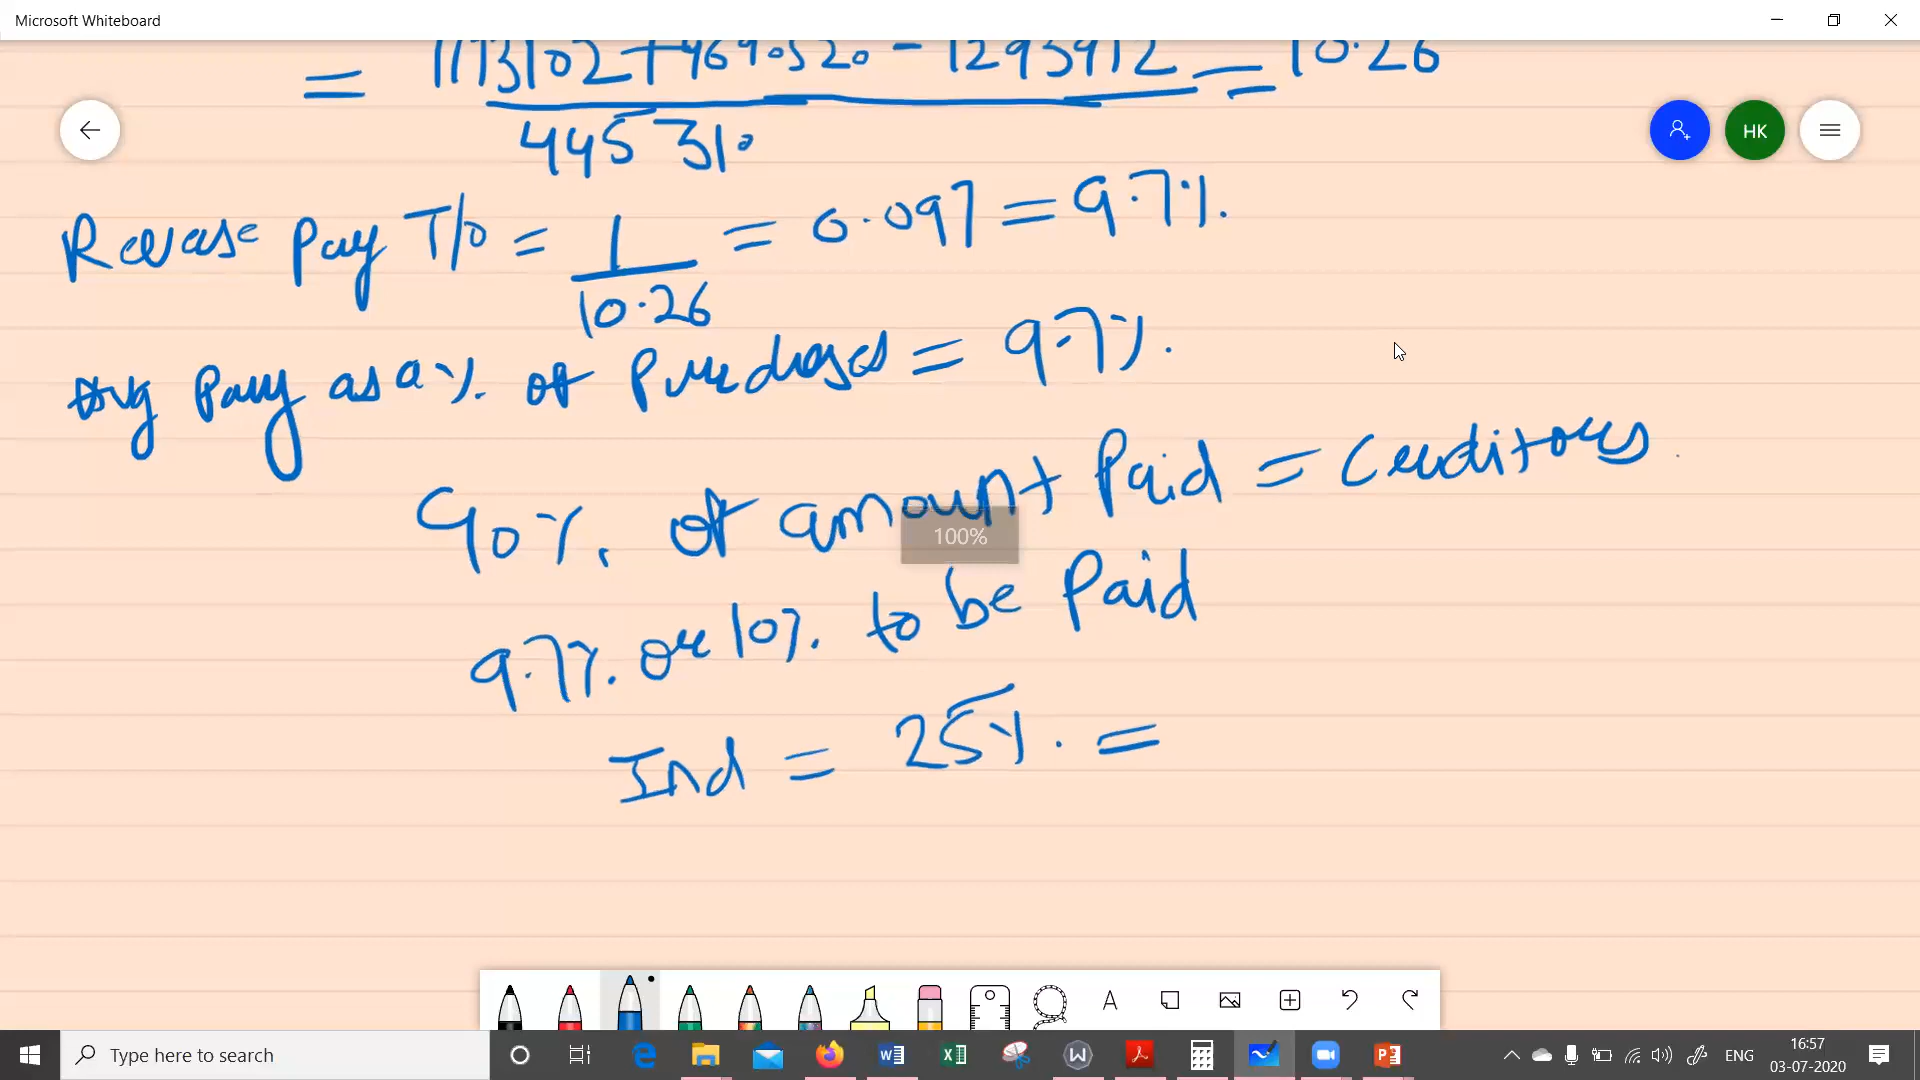 Microsoft Whiteboard
= 1173102 + 4690320 - 1293912 = 10.26
445310
HK
Reverse Pay T/o = 1 = 0.097 = 9.7%.
10.26
Avg Pay as a %. of Purchases = 9.7%.
90%. of amount Paid = Creditors
100%
9.7%. or 10%. to be Paid
Ind = 25%. =
Type here to search
ENG
16:57
03-07-2020